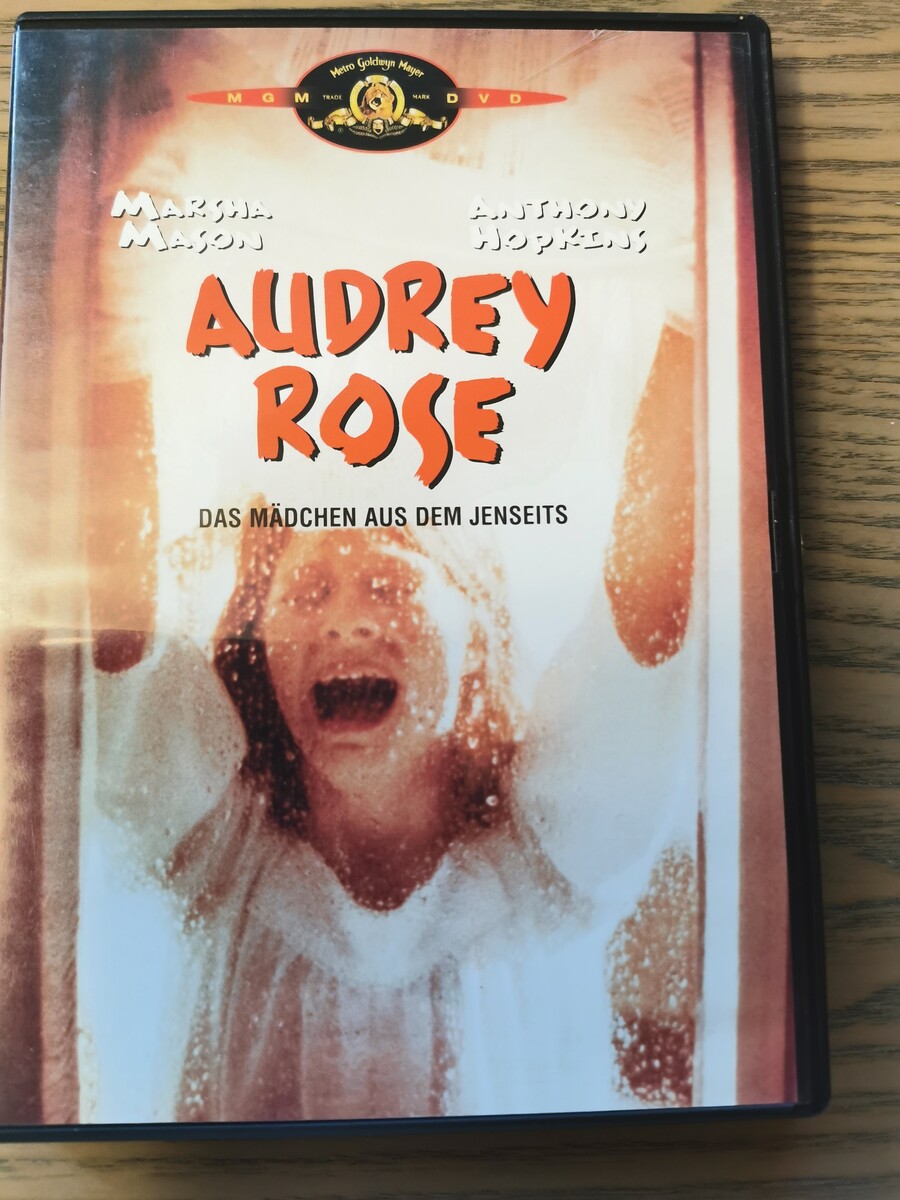 Metro Goldwyn Mayer
MGM TRADE MARK DVD
MARSHA MASON
ANTHONY HOPKINS
AUDREY
ROSE
DAS MÄDCHEN AUS DEM JENSEITS